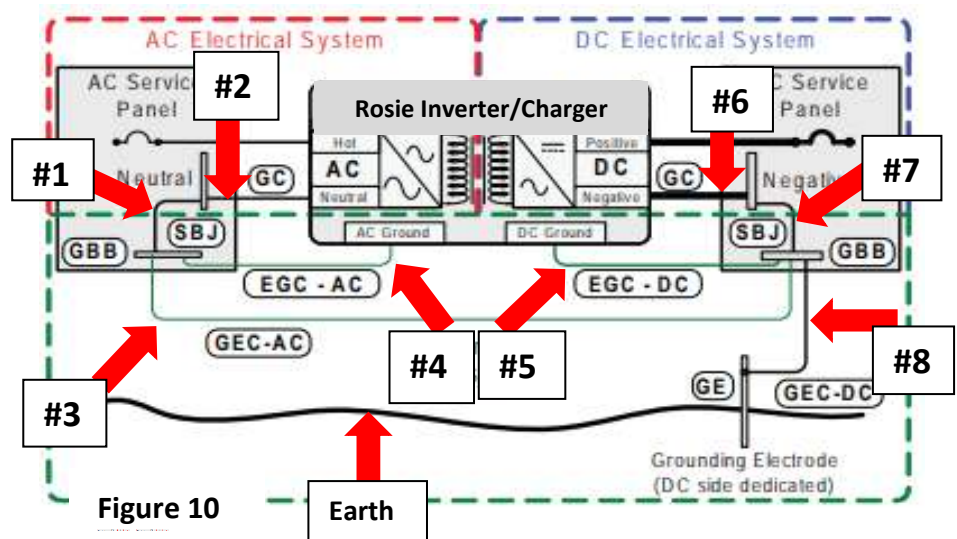 AC Electrical System
DC Electrical System
AC Service
Panel
#2
Rosie Inverter/Charger
#6
C Service
Panel
Hot
AC
Neutral
Positive
DC
Negative
#1
Neutral
GC
GC
Negative
#7
SBJ
GBB
AC Ground
DC Ground
SBJ
GBB
EGC - AC
EGC - DC
GEC-AC
#4
#5
#8
#3
GE
GEC-DC
Grounding Electrode
(DC side dedicated)
Figure 10
Earth